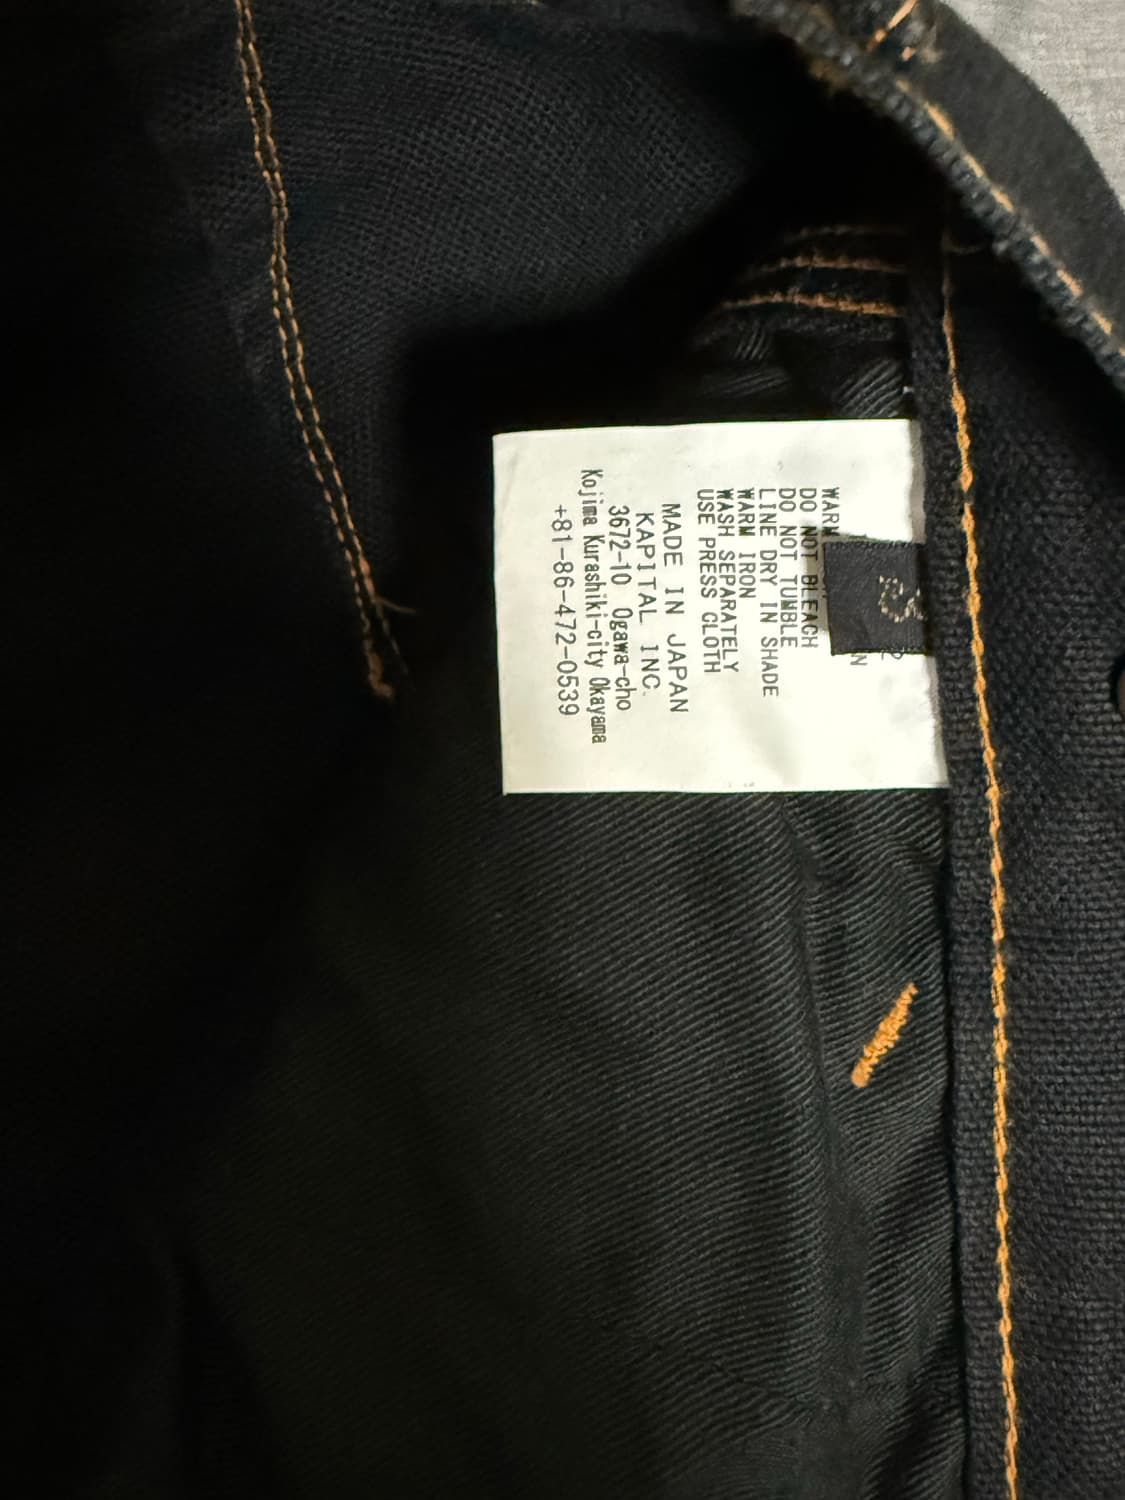 WARM
DO NOT BLEACH
DO NOT TUMBLE
LINE DRY IN SHADE
WARM IRON
WASH SEPARATELY
USE PRESS CLOTH
MADE IN JAPAN
KAPITAL INC.
3672-10 Ogawa-cho
Kojima Kurashiki-city Okayama
+81-86-472-0539